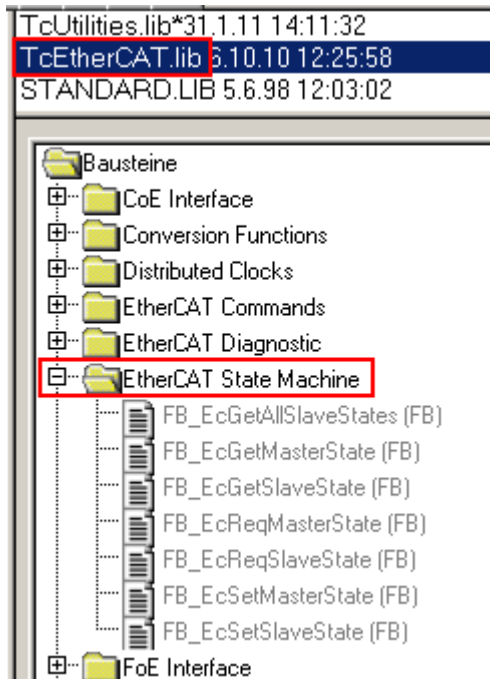 TcUtilities.lib*31.1.11 14:11:32
TcEtherCAT.lib 6.10.10 12:25:58
STANDARD.LIB 5.6.98 12:03:02
Bausteine
CoE Interface
Conversion Functions
Distributed Clocks
EtherCAT Commands
EtherCAT Diagnostic
EtherCAT State Machine
FB_EcGetAllSlaveStates (FB)
FB_EcGetMasterState (FB)
FB_EcGetSlaveState (FB)
FB_EcReqMasterState (FB)
FB_EcReqSlaveState (FB)
FB_EcSetMasterState (FB)
FB_EcSetSlaveState (FB)
FoE Interface